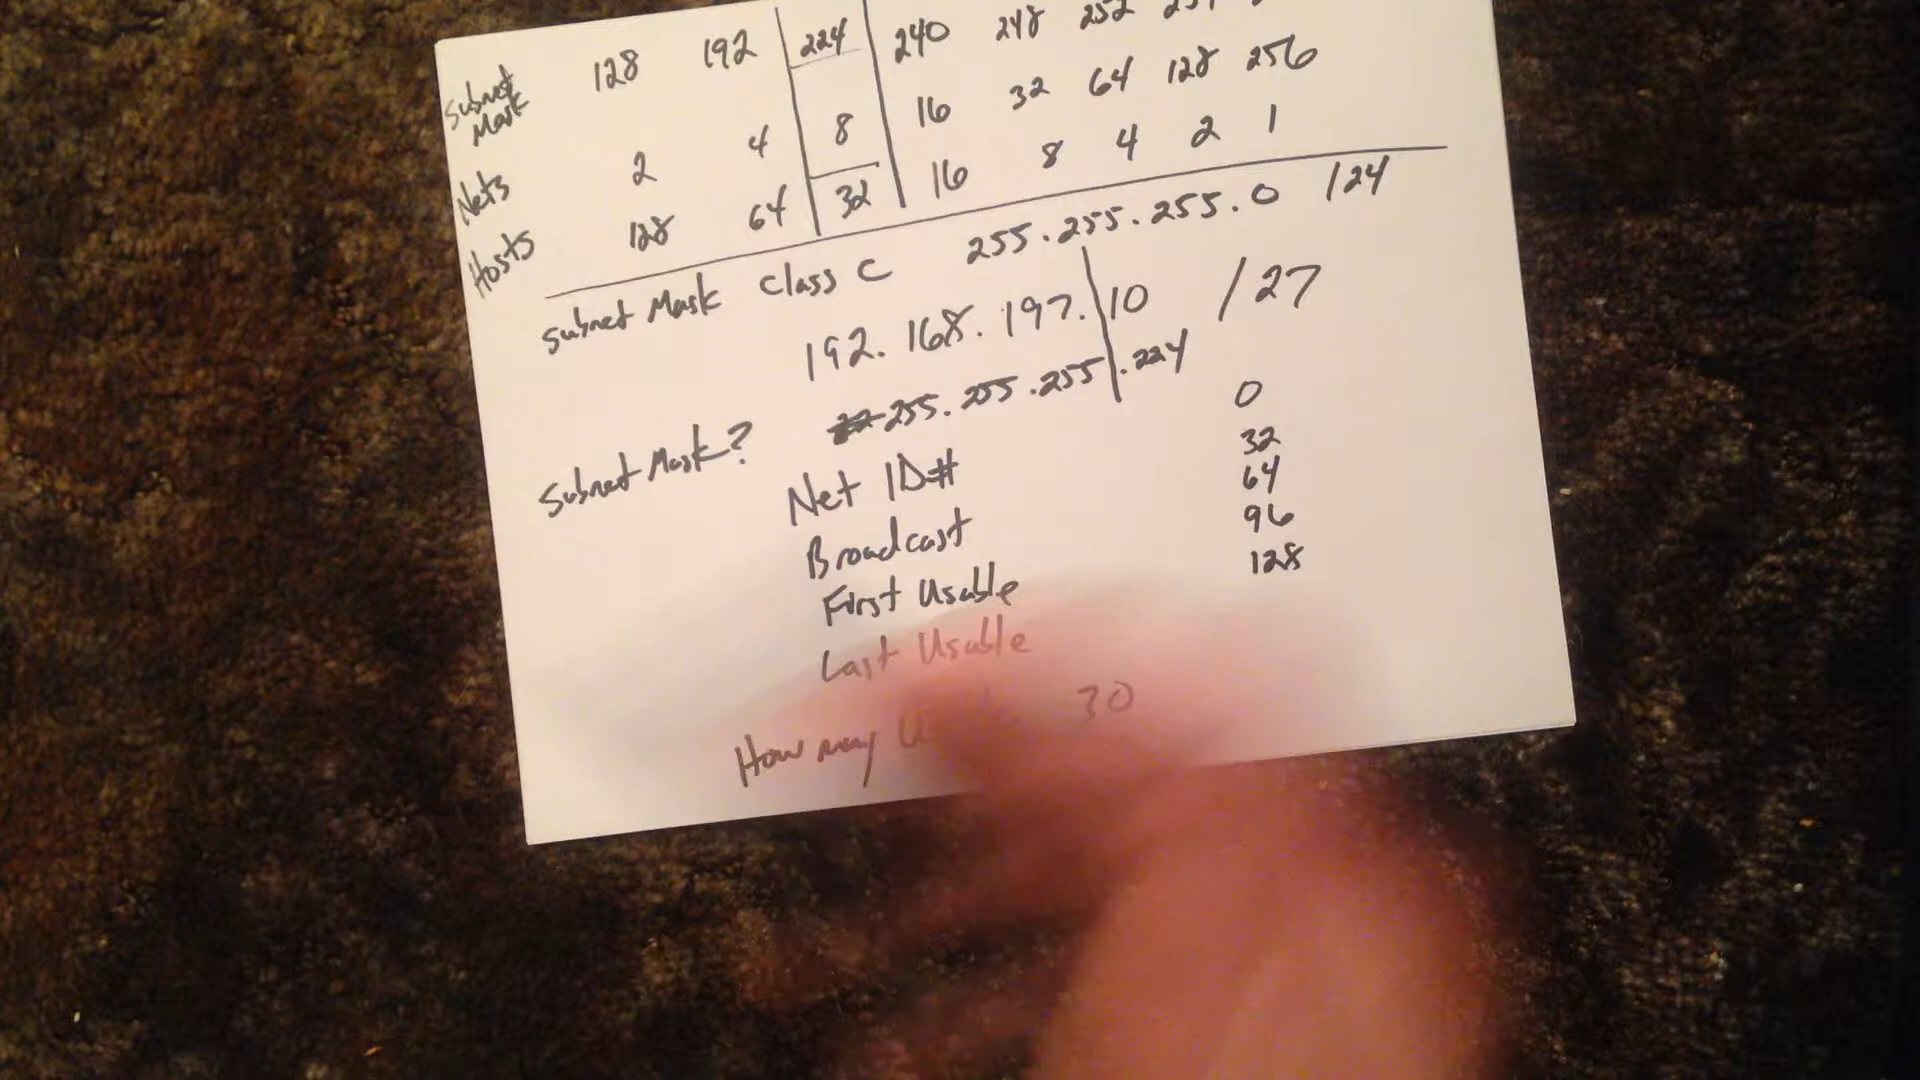 Subnet Mask 128 192 224 240 248 252
Nets 2 4 8 16 32 64 128 256
Hosts 128 64 32 16 8 4 2 1
Subnet Mask Class C 255.255.255.0 /24
192.168.197.10 /27
Subnet Mask? 255.255.255.224
0
Net ID# 32
64
Broadcast 96
First Usable 128
Last Usable
How many 30